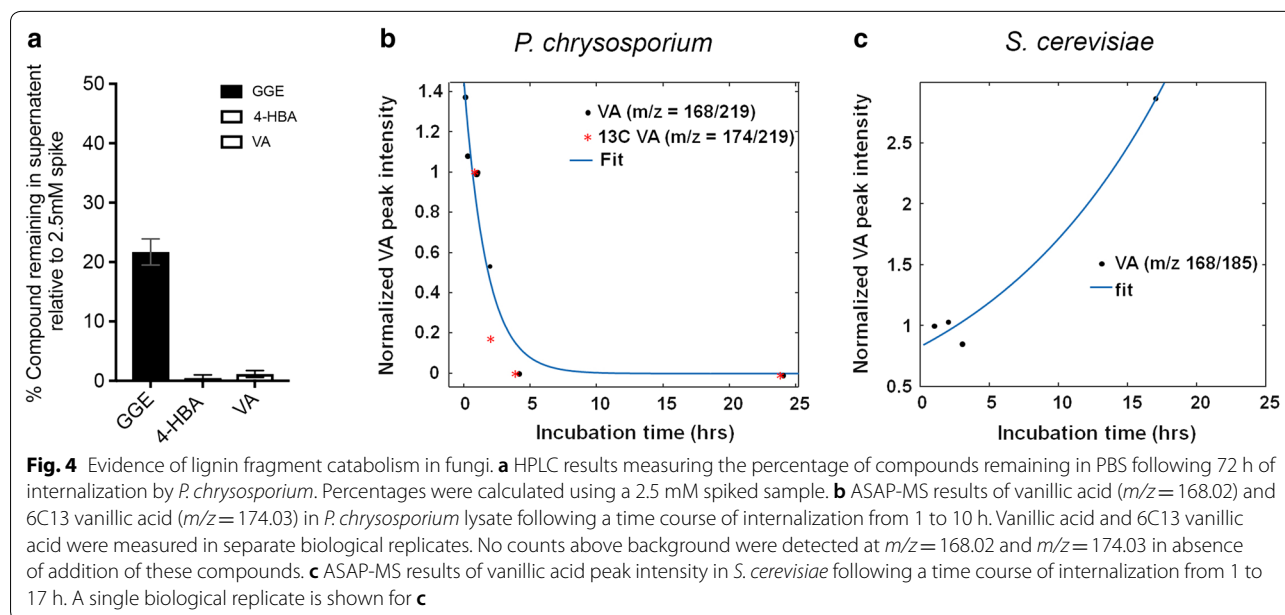 a
50
40
30
20
10
0
% Compound remaining in supernatent
relative to 2.5mM spike
GGE
4-HBA
VA
GGE
4-HBA
VA
b
P. chrysosporium
1.4
1.2
1
0.8
0.6
0.4
0.2
0
Normalized VA peak intensity
VA (m/z = 168/219)
* 13C VA (m/z = 174/219)
Fit
0 5 10 15 20 25
Incubation time (hrs)
c
S. cerevisiae
2.5
2
1.5
1
0.5
Normalized VA peak intensity
VA (m/z 168/185)
fit
0 5 10 15 20 25
Incubation time (hrs)
Fig. 4 Evidence of lignin fragment catabolism in fungi. a HPLC results measuring the percentage of compounds remaining in PBS following 72 h of
internalization by P. chrysosporium. Percentages were calculated using a 2.5 mM spiked sample. b ASAP-MS results of vanillic acid (m/z = 168.02) and
6C13 vanillic acid (m/z = 174.03) in P. chrysosporium lysate following a time course of internalization from 1 to 10 h. Vanillic acid and 6C13 vanillic
acid were measured in separate biological replicates. No counts above background were detected at m/z = 168.02 and m/z = 174.03 in absence
of addition of these compounds. c ASAP-MS results of vanillic acid peak intensity in S. cerevisiae following a time course of internalization from 1 to
17 h. A single biological replicate is shown for c